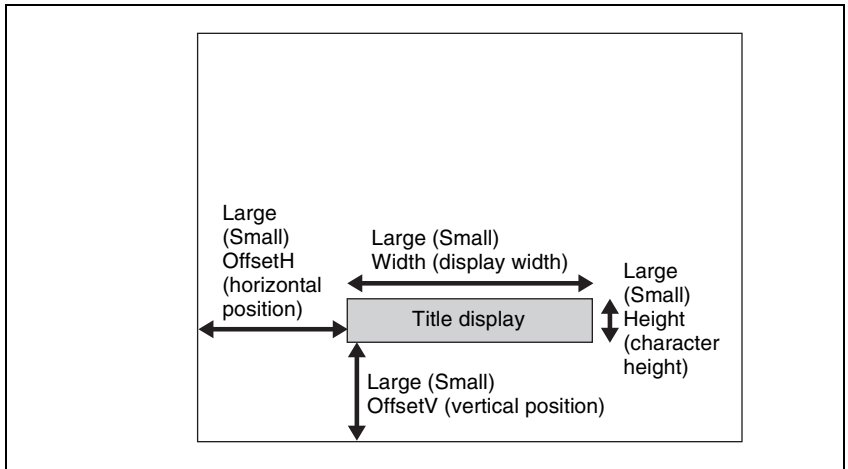 Large
(Small)
OffsetH
(horizontal
position)
Large (Small)
Width (display width)
Large
(Small)
Height
(character
height)
Title display
Large (Small)
OffsetV (vertical position)